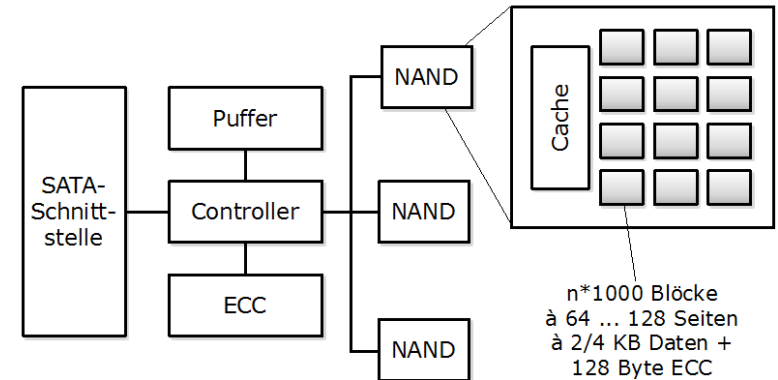 SATA-
Schnitt-
stelle
Puffer
Controller
ECC
NAND
NAND
NAND
Cache
n*1000 Blöcke
à 64 ... 128 Seiten
à 2/4 KB Daten +
128 Byte ECC